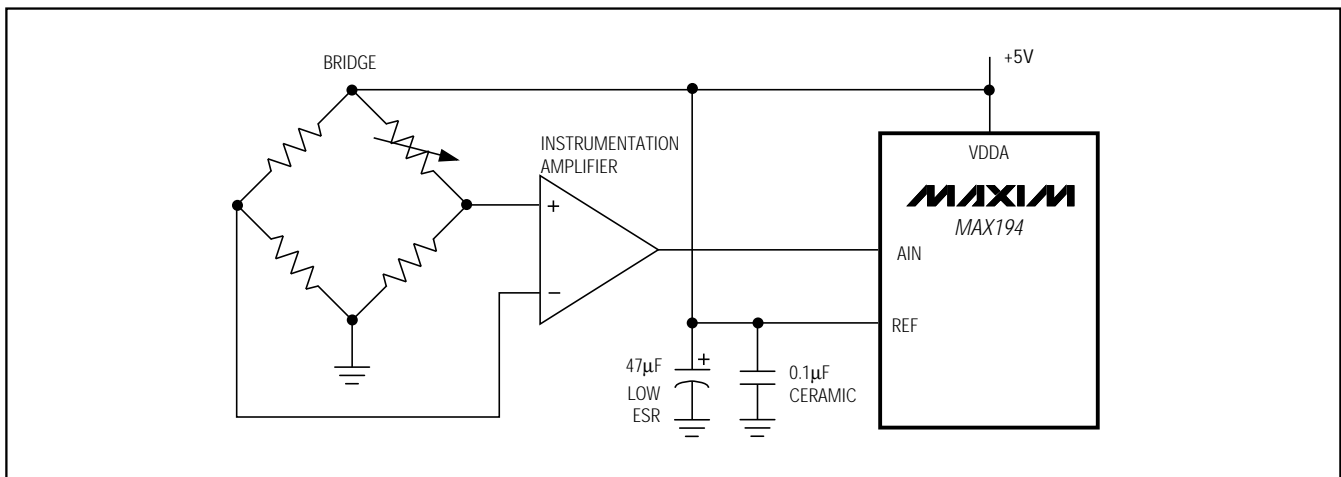 BRIDGE
+5V
INSTRUMENTATION
AMPLIFIER
+
−
VDDA
MAXIM
MAX194
AIN
REF
+
47µF
LOW
ESR
0.1µF
CERAMIC